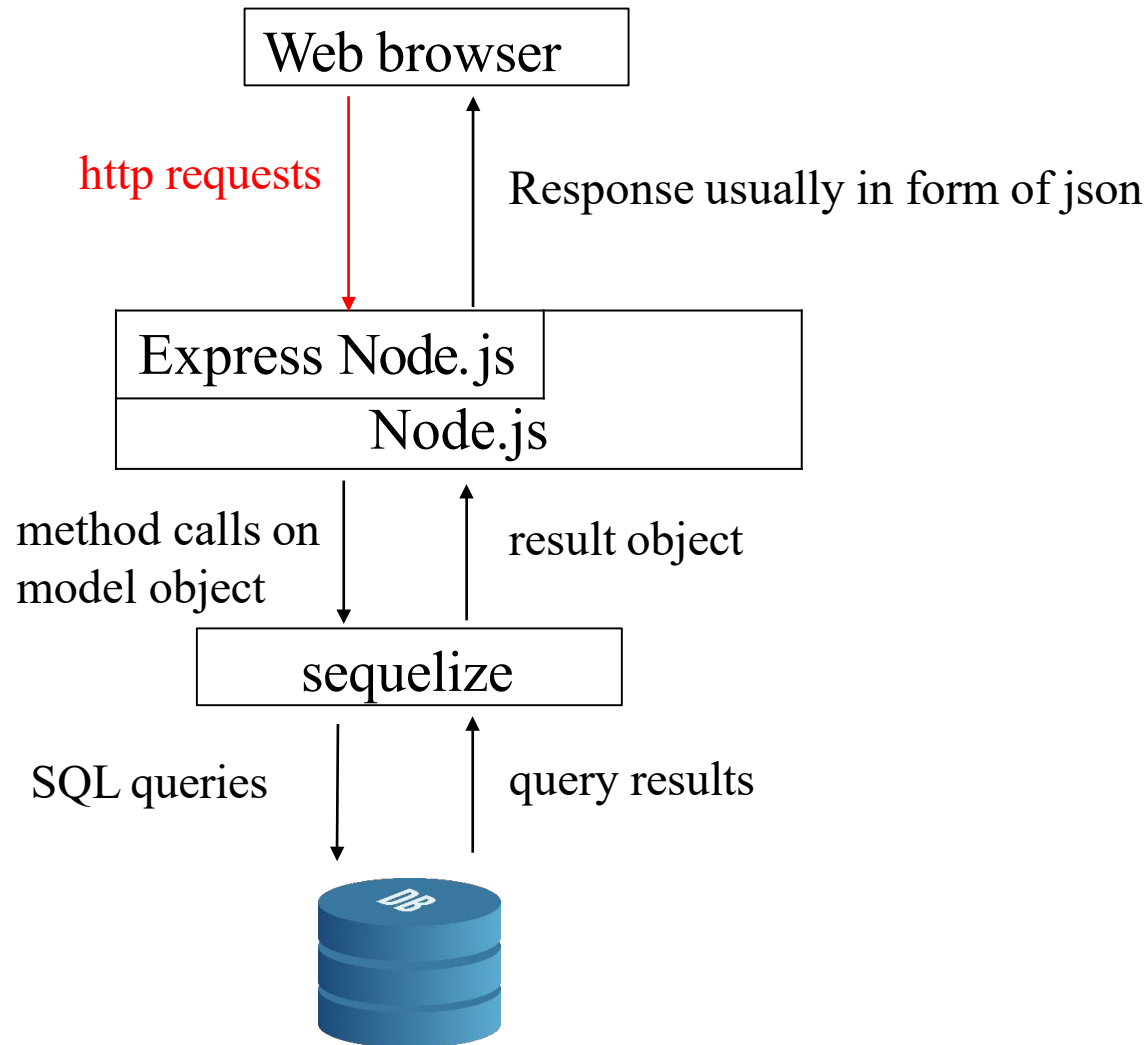 Web browser
http requests
Response usually in form of json
Express Node.js
Node.js
method calls on
model object
result object
sequelize
SQL queries
query results
DB